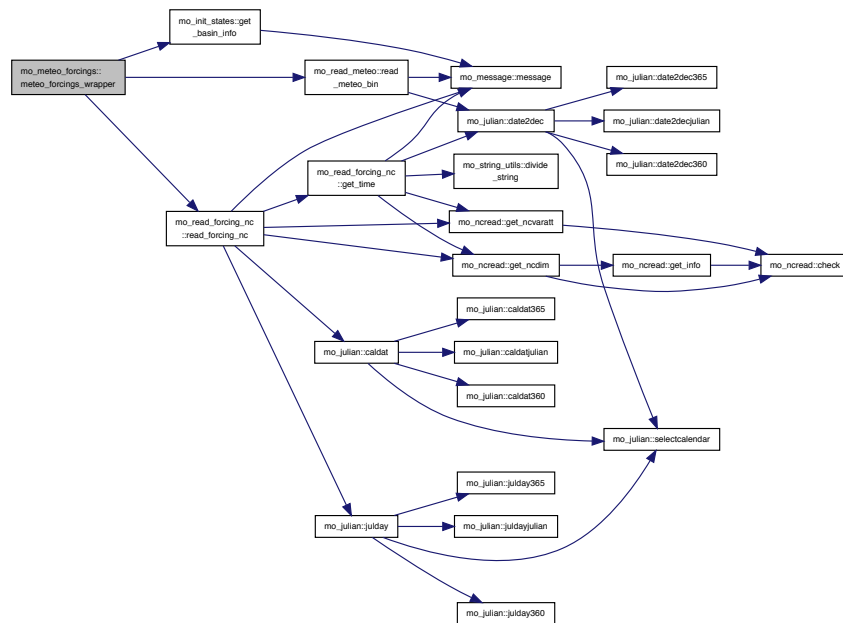 mo_init_states::get
_basin_info
mo_meteo_forcings::
meteo_forcings_wrapper
mo_read_meteo::read
_meteo_bin
mo_message::message
mo_julian::date2dec365
mo_julian::date2dec
mo_julian::date2decjulian
mo_julian::date2dec360
mo_string_utils::divide
_string
mo_read_forcing_nc
::get_time
mo_read_forcing_nc
::read_forcing_nc
mo_ncread::get_ncvaratt
mo_ncread::get_ncdim
mo_ncread::get_info
mo_ncread::check
mo_julian::caldat365
mo_julian::caldat
mo_julian::caldatjulian
mo_julian::caldat360
mo_julian::selectcalendar
mo_julian::julday365
mo_julian::julday
mo_julian::juldayjulian
mo_julian::julday360